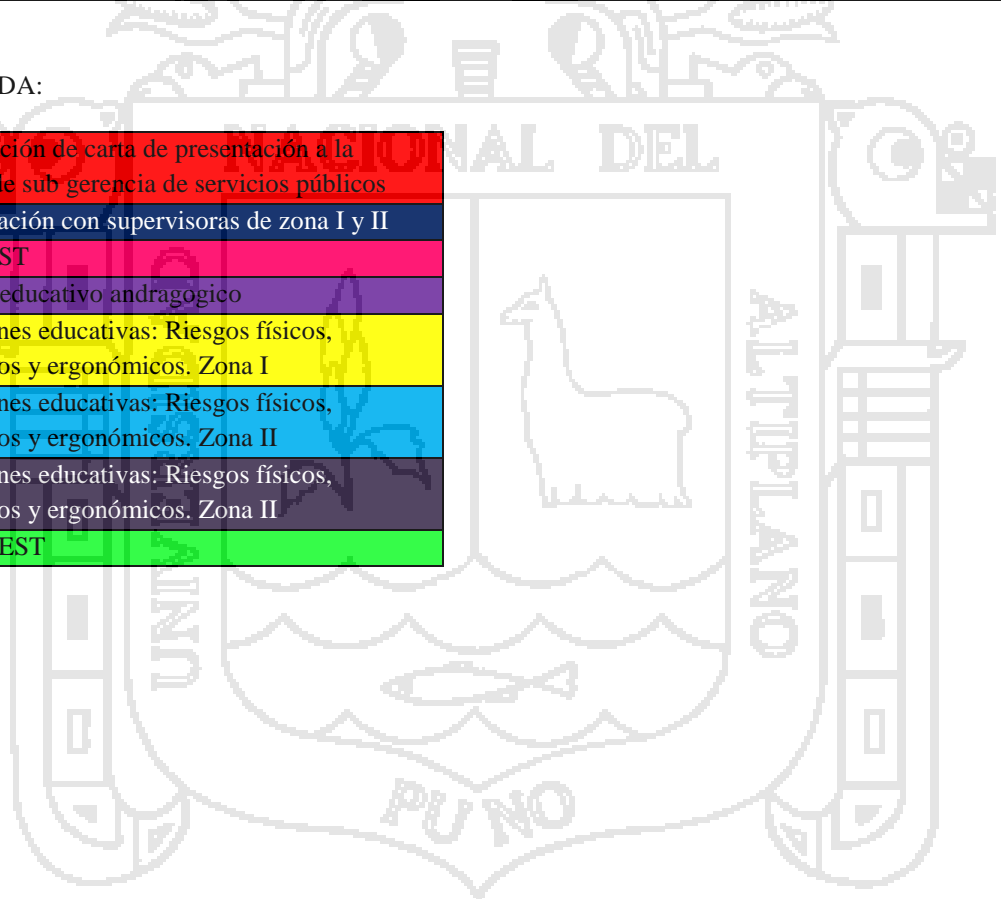 DA:
ción de carta de presentación a la
de sub gerencia de servicios públicos
ación con supervisoras de zona I y II
ST
educativo andragogico
nes educativas: Riesgos físicos,
os y ergonómicos. Zona I
nes educativas: Riesgos físicos,
os y ergonómicos. Zona II
nes educativas: Riesgos físicos,
os y ergonómicos. Zona II
EST
UNIVERSIDAD
NACIONAL DEL
ALTIPLANO
PUNO